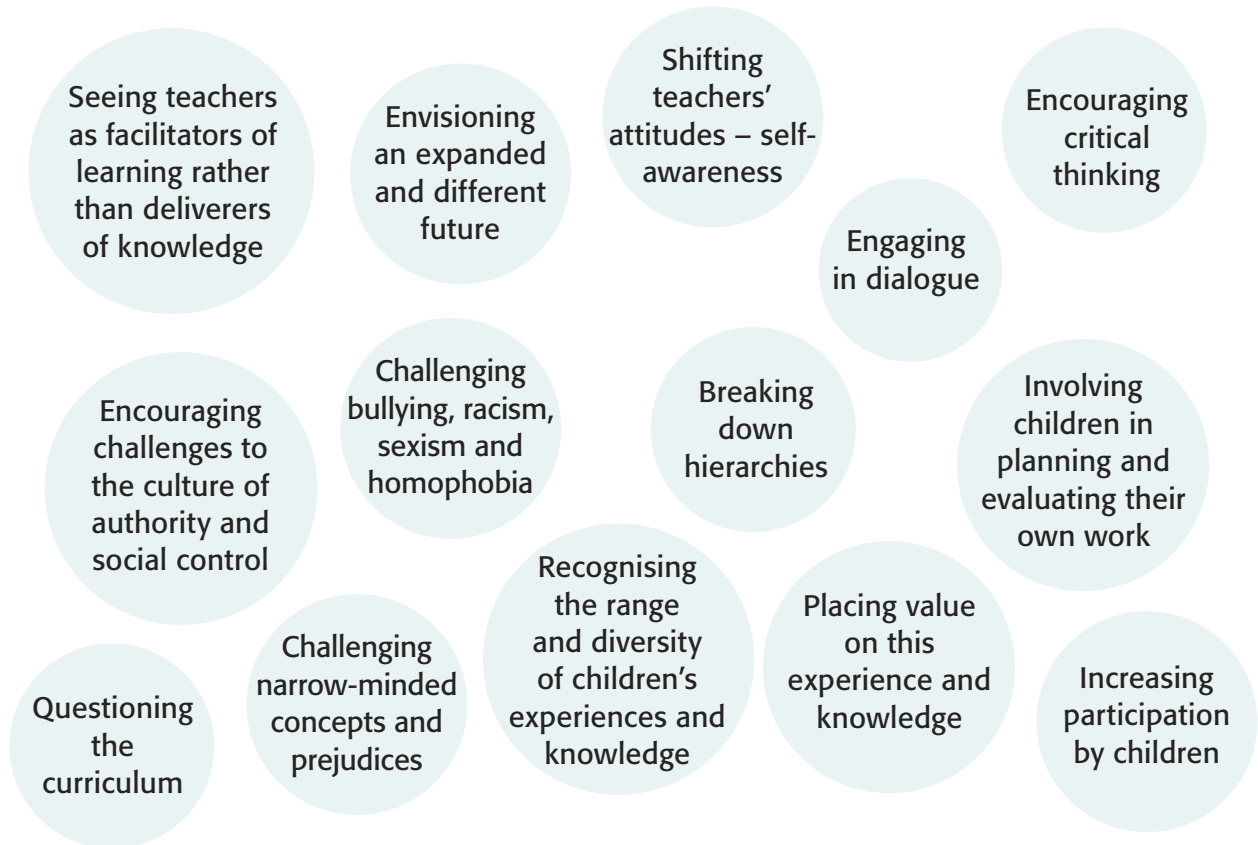 Seeing teachers
as facilitators of
learning rather
than deliverers
of knowledge
Envisioning
an expanded
and different
future
Shifting
teachers’
attitudes – self-
awareness
Encouraging
critical
thinking
Engaging
in dialogue
Encouraging
challenges to
the culture of
authority and
social control
Challenging
bullying, racism,
sexism and
homophobia
Breaking
down
hierarchies
Involving
children in
planning and
evaluating their
own work
Questioning
the
curriculum
Challenging
narrow-minded
concepts and
prejudices
Recognising
the range
and diversity
of children’s
experiences and
knowledge
Placing value
on this
experience and
knowledge
Increasing
participation
by children